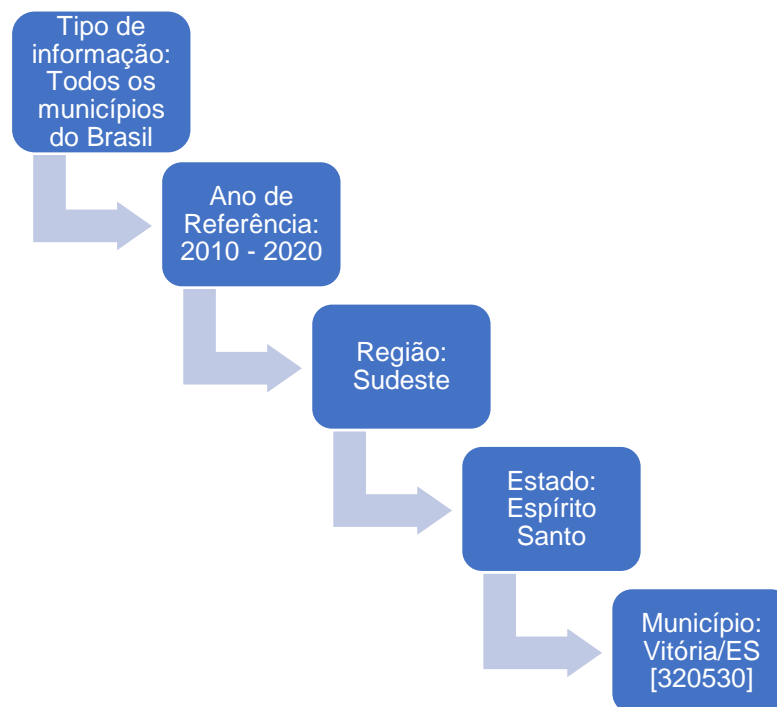 Tipo de
informação:
Todos os
municípios
do Brasil
Ano de
Referência:
2010 - 2020
Região:
Sudeste
Estado:
Espírito
Santo
Município:
Vitória/ES
[320530]